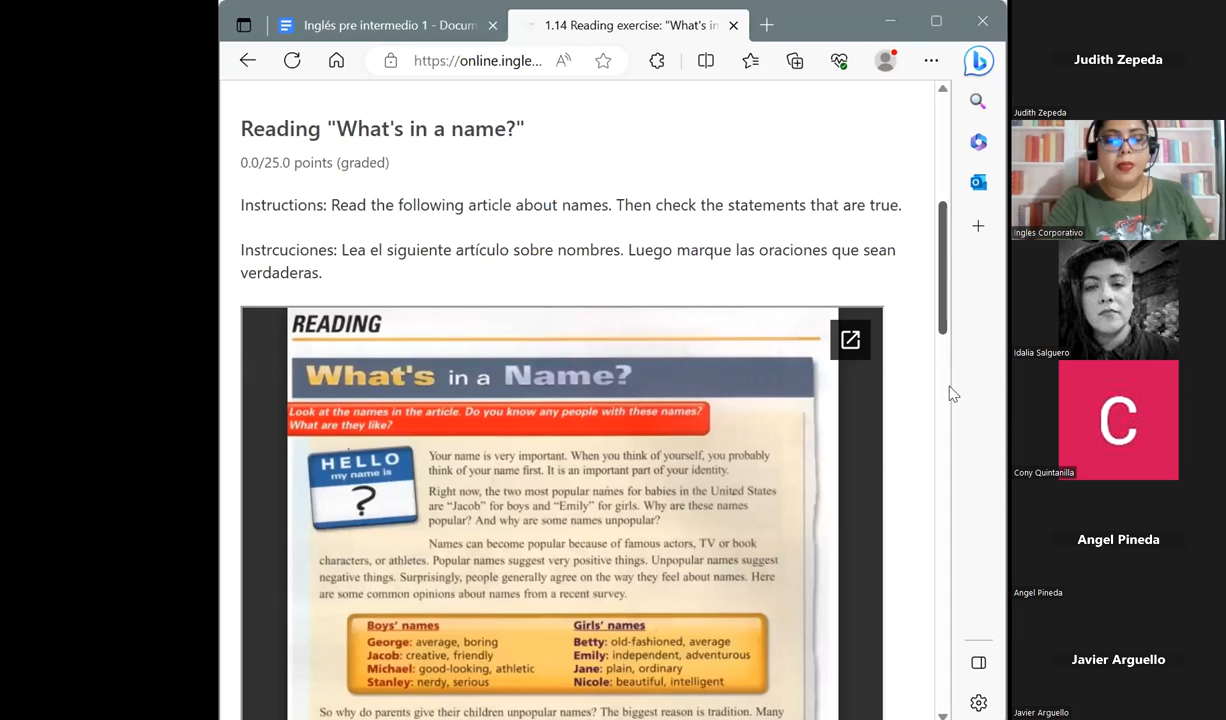 Inglés pre intermedio 1 - Docum
1.14 Reading exercise: "What's in
https://online.ingle...
Reading "What's in a name?"
0.0/25.0 points (graded)
Instructions: Read the following article about names. Then check the statements that are true.
Instrcuciones: Lea el siguiente artículo sobre nombres. Luego marque las oraciones que sean
verdaderas.
READING
What's in a Name?
Look at the names in the article. Do you know any people with these names?
What are they like?
HELLO
my name is
?
Your name is very important. When you think of yourself, you probably
think of your name first. It is an important part of your identity.
Right now, the two most popular names for babies in the United States
are "Jacob" for boys and "Emily" for girls. Why are these names
popular? And why are some names unpopular?
Names can become popular because of famous actors, TV or book
characters, or athletes. Popular names suggest very positive things. Unpopular names suggest
negative things. Surprisingly, people generally agree on the way they feel about names. Here
are some common opinions about names from a recent survey.
Boys' names
George: average, boring
Jacob: creative, friendly
Michael: good-looking, athletic
Stanley: nerdy, serious
Girls' names
Betty: old-fashioned, average
Emily: independent, adventurous
Jane: plain, ordinary
Nicole: beautiful, intelligent
So why do parents give their children unpopular names? The biggest reason is tradition. Many
Judith Zepeda
Judith Zepeda
Ingles Corporativo
Idalia Salguero
C
Cony Quintanilla
Angel Pineda
Angel Pineda
Javier Arguello
Javier Arguello